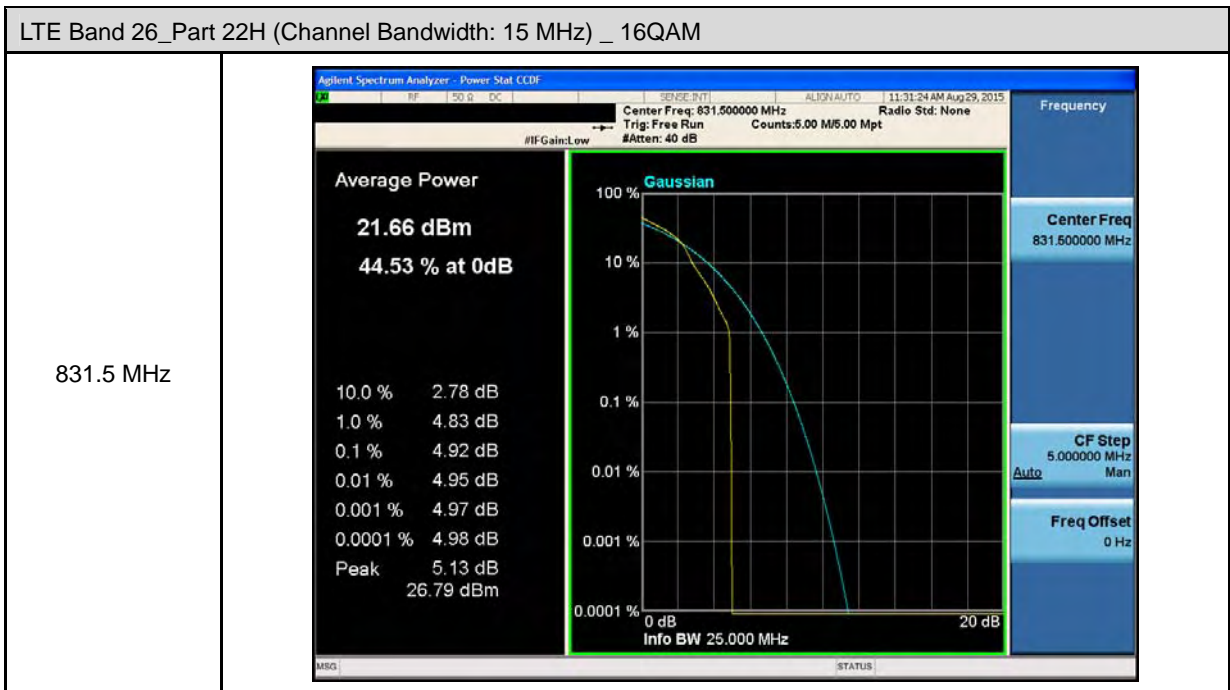 LTE Band 26_Part 22H (Channel Bandwidth: 15 MHz) _ 16QAM
831.5 MHz
Agilent Spectrum Analyzer - Power Stat CCDF
RF 50 Ω DC SENSE:INT ALIGN AUTO 11:31:24 AM Aug 29, 2015
Center Freq: 831.500000 MHz Radio Std: None
Trig: Free Run Counts:5.00 M/5.00 Mpt
#IFGain:Low #Atten: 40 dB
Average Power
21.66 dBm
44.53 % at 0dB
10.0 % 2.78 dB
1.0 % 4.83 dB
0.1 % 4.92 dB
0.01 % 4.95 dB
0.001 % 4.97 dB
0.0001 % 4.98 dB
Peak 5.13 dB
26.79 dBm
Gaussian
100 %
10 %
1 %
0.1 %
0.01 %
0.001 %
0.0001 %
0 dB 20 dB
Info BW 25.000 MHz
Frequency
Center Freq
831.500000 MHz
CF Step
5.000000 MHz
Auto Man
Freq Offset
0 Hz
MSG STATUS